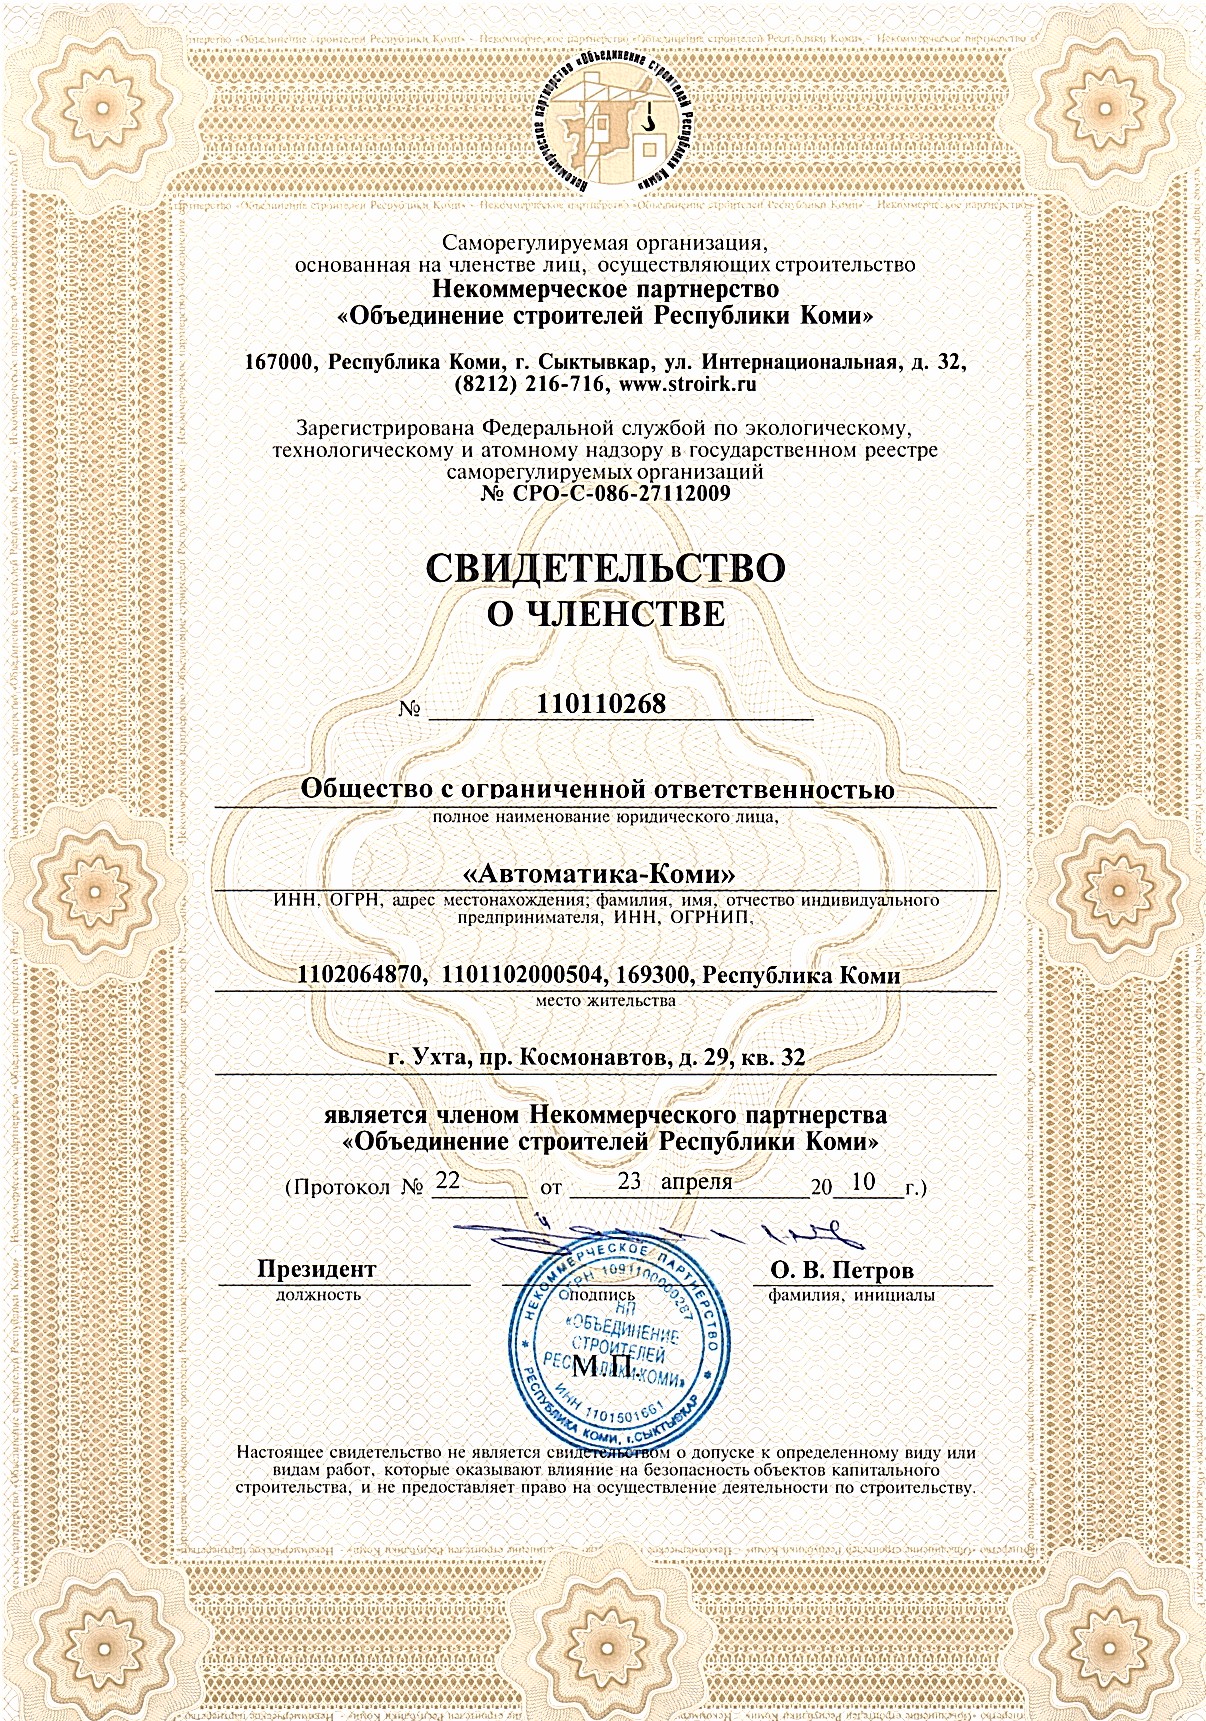 Некоммерческое партнерство «Объединение строителей Республики Коми»
Саморегулируемая организация,
основанная на членстве лиц, осуществляющих строительство
Некоммерческое партнерство
«Объединение строителей Республики Коми»
167000, Республика Коми, г. Сыктывкар, ул. Интернациональная, д. 32,
(8212) 216-716, www.stroirk.ru
Зарегистрирована Федеральной службой по экологическому,
технологическому и атомному надзору в государственном реестре
саморегулируемых организаций
№ СРО-С-086-27112009
СВИДЕТЕЛЬСТВО
О ЧЛЕНСТВЕ
№ 110110268
Общество с ограниченной ответственностью
полное наименование юридического лица,
«Автоматика-Коми»
ИНН, ОГРН, адрес местонахождения; фамилия, имя, отчество индивидуального
предпринимателя, ИНН, ОГРНИП,
1102064870, 1101102000504, 169300, Республика Коми
место жительства
г. Ухта, пр. Космонавтов, д. 29, кв. 32
является членом Некоммерческого партнерства
«Объединение строителей Республики Коми»
(Протокол № 22 от 23 апреля 2010 г.)
Президент
О. В. Петров
должность
подпись
фамилия, инициалы
НЕКОММЕРЧЕСКОЕ ПАРТНЕРСТВО
ОГРН 1091100000287
НП
«ОБЪЕДИНЕНИЕ
СТРОИТЕЛЕЙ
РЕСПУБЛИКИ КОМИ»
М.П.
ИНН 1101501661
РЕСПУБЛИКА КОМИ, г.СЫКТЫВКАР
Настоящее свидетельство не является свидетельством о допуске к определенному виду или
видам работ, которые оказывают влияние на безопасность объектов капитального
строительства, и не предоставляет право на осуществление деятельности по строительству.